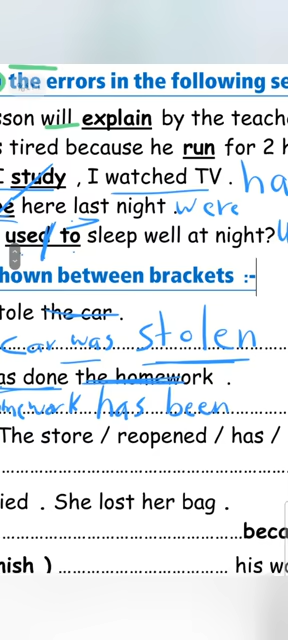 the errors in the following se
sson will explain by the teache
s tired because he run for 2 h
I study , I watched TV . ha
here last night . were
used to sleep well at night?
hown between brackets :-
tole the car .
car was stolen
as done the homework .
mework has been
The store / reopened / has /
ied . She lost her bag .
beca
nish ) his wo